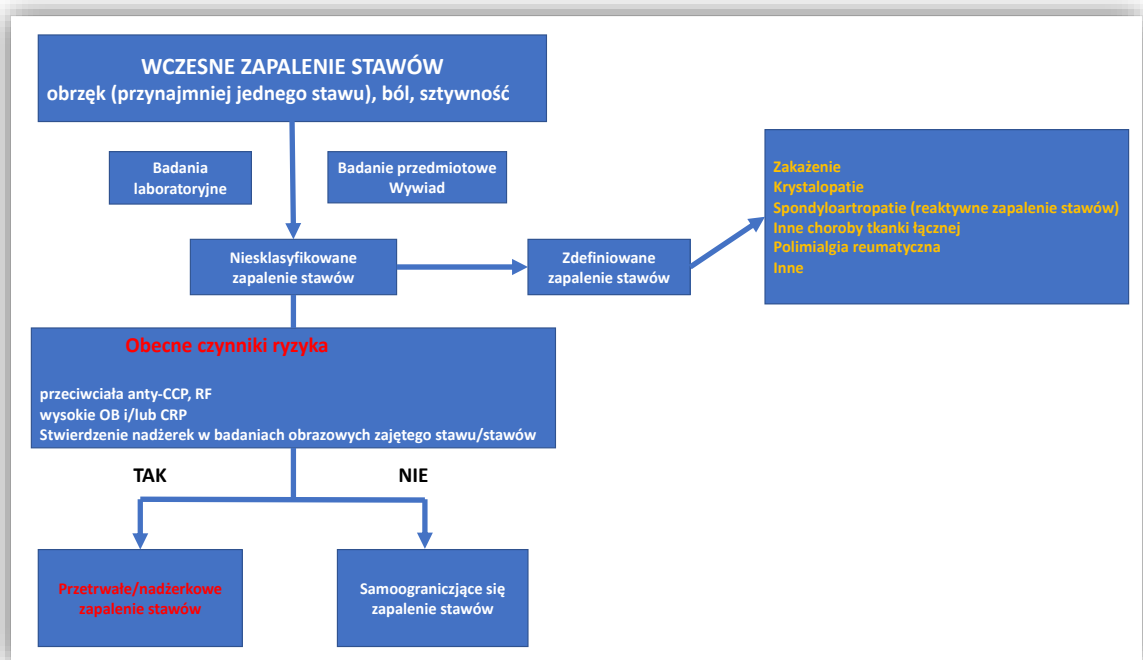 WCZESNE ZAPALENIE STAWÓW
obrzęk (przynajmniej jednego stawu), ból, sztywność
Badania
laboratoryjne
Badanie przedmiotowe
Wywiad
Zakażenie
Krystalopatie
Spondyloartropatie (reaktywne zapalenie stawów)
Inne choroby tkanki łącznej
Polimialgia reumatyczna
Inne
Niesklasyfikowane
zapalenie stawów
Zdefiniowane
zapalenie stawów
Obecne czynniki ryzyka
przeciwciała anty-CCP, RF
wysokie OB i/lub CRP
Stwierdzenie nadżerek w badaniach obrazowych zajętego stawu/stawów
TAK
NIE
Przetrwałe/nadżerkowe
zapalenie stawów
Samoograniczjące się
zapalenie stawów